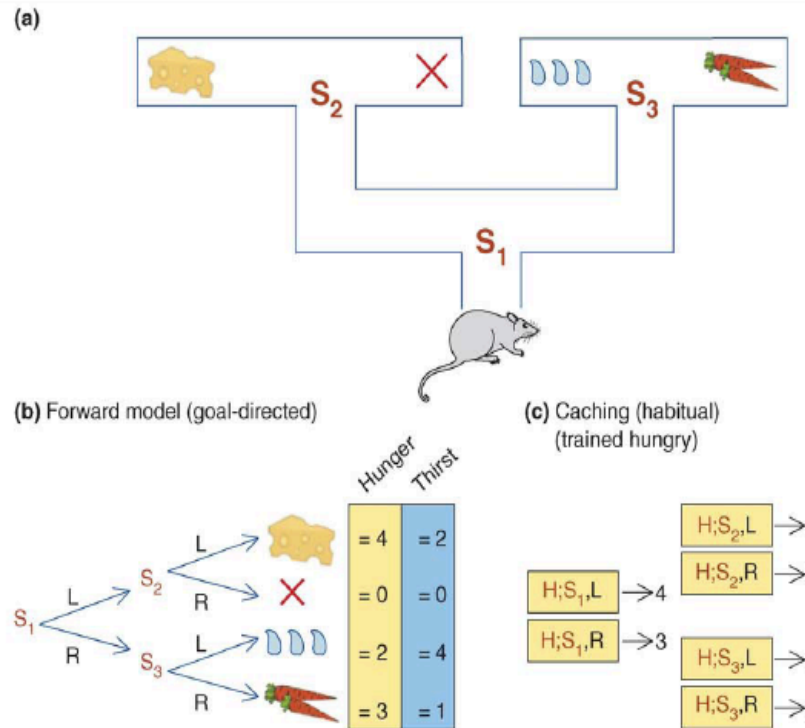 (a)
S2
S3
S1
(b) Forward model (goal-directed)
(c) Caching (habitual)
(trained hungry)
Hunger
Thirst
S1
L
R
S2
S3
L
R
L
R
= 4
= 2
= 0
= 0
= 2
= 4
= 3
= 1
H;S1,L
4
H;S1,R
3
H;S2,L
H;S2,R
H;S3,L
H;S3,R